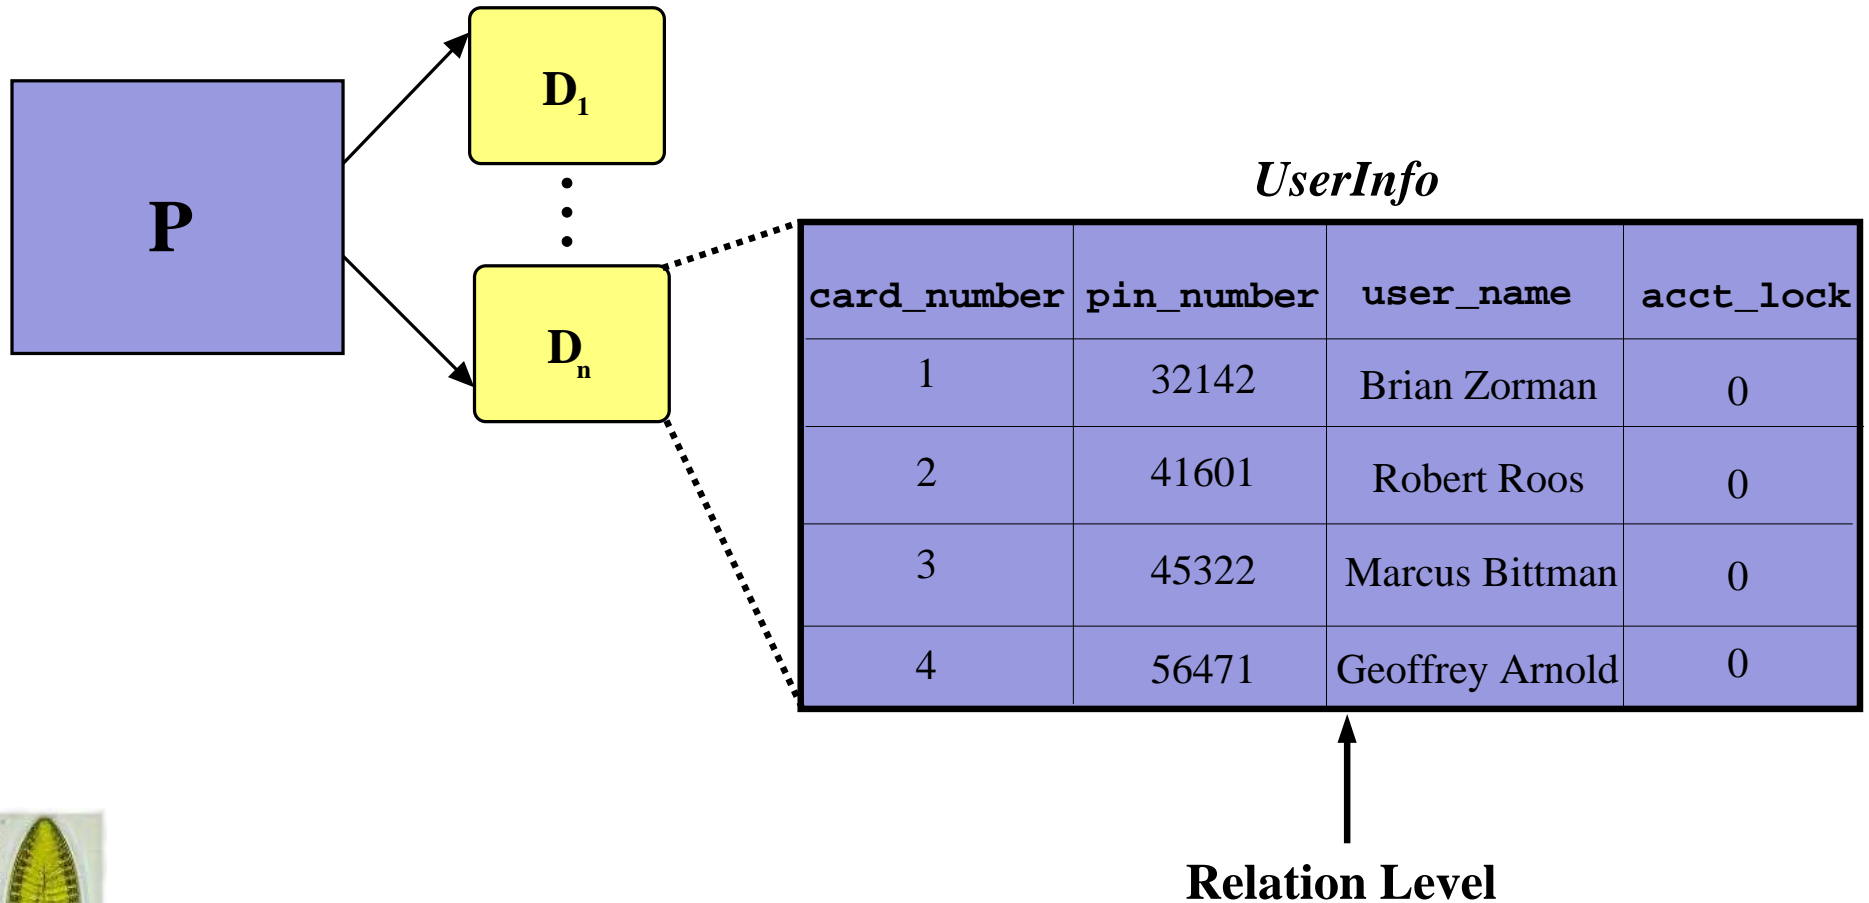 P
D1
Dn
UserInfo
card_number pin_number user_name acct_lock
1 32142 Brian Zorman 0
2 41601 Robert Roos 0
3 45322 Marcus Bittman 0
4 56471 Geoffrey Arnold 0
Relation Level